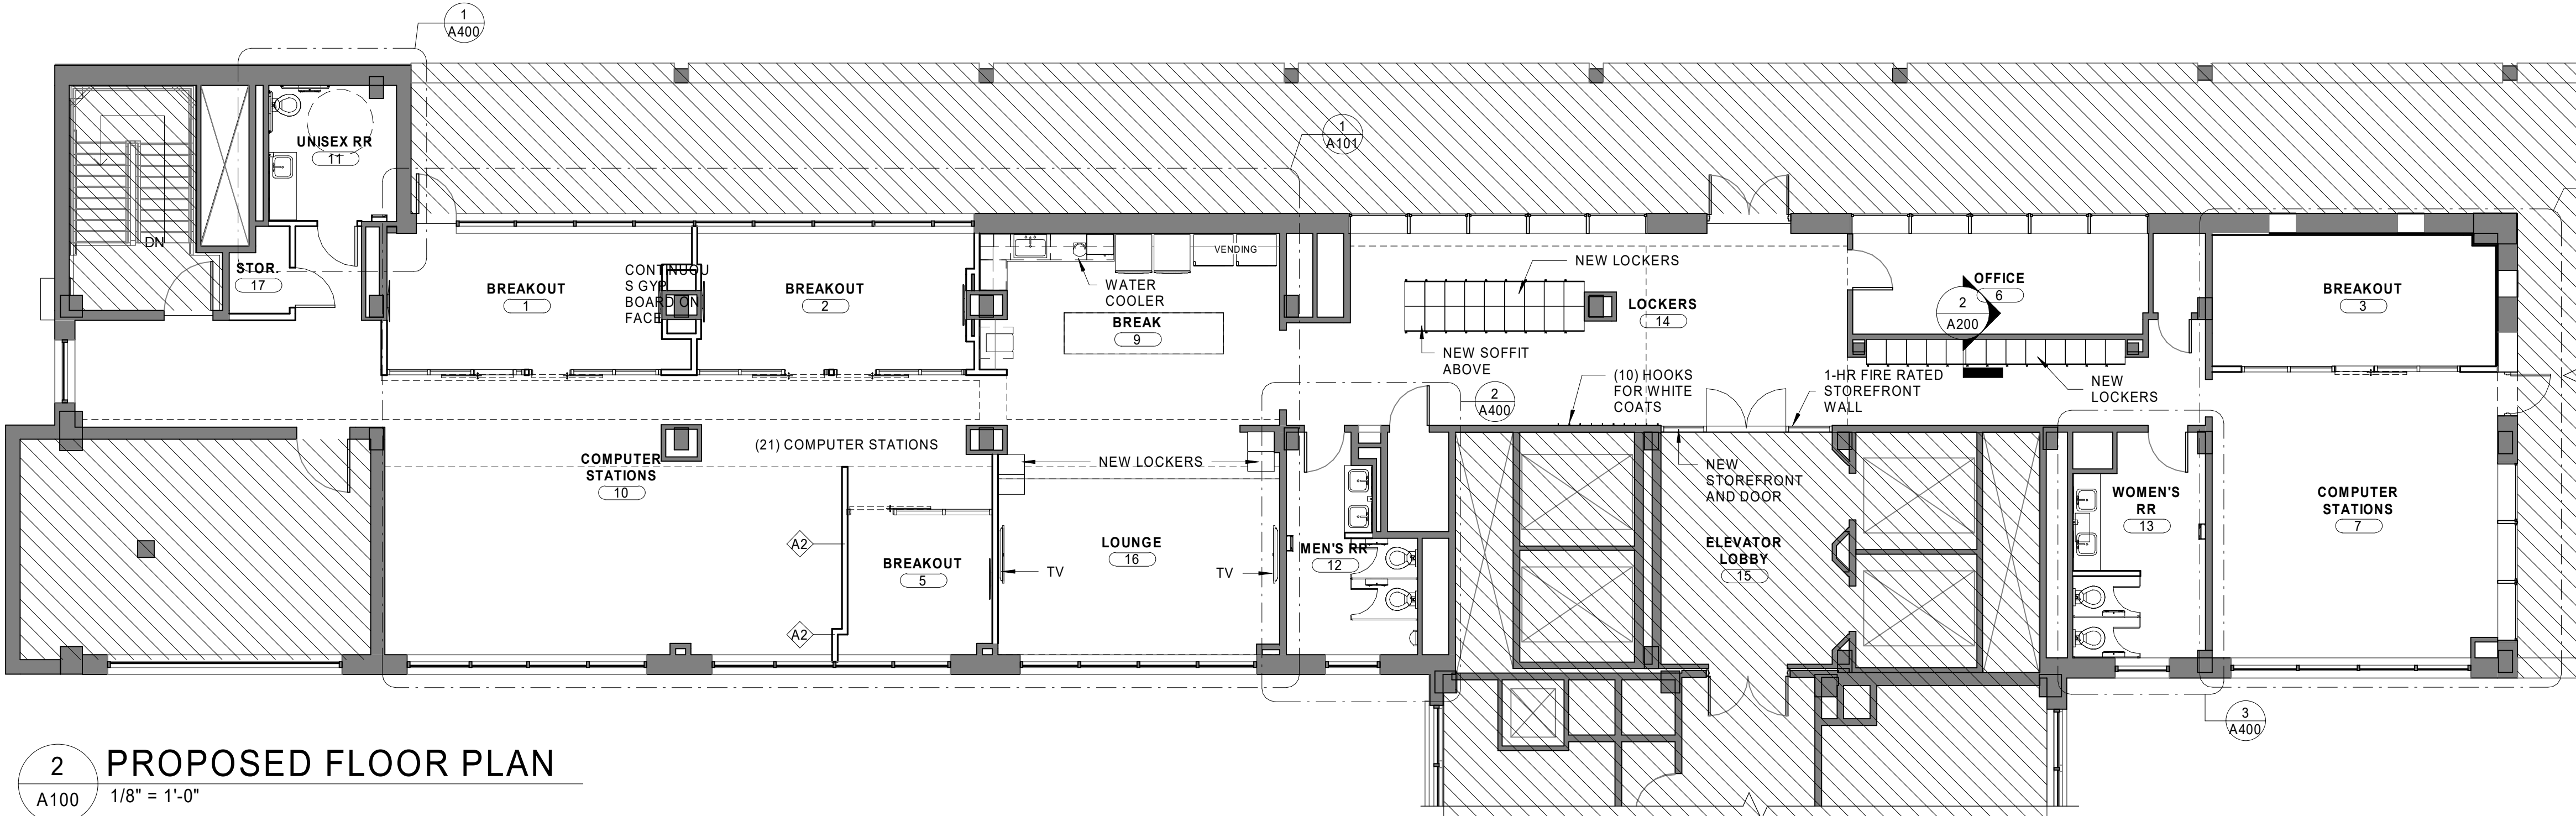 1
A400
1
A101
UNISEX RR
11
DN
STOR.
17
BREAKOUT
1
CONTINUOU
S GYP
BOARD ON
FACE
BREAKOUT
2
VENDING
WATER
COOLER
BREAK
9
NEW LOCKERS
LOCKERS
14
NEW SOFFIT
ABOVE
(10) HOOKS
FOR WHITE
COATS
1-HR FIRE RATED
STOREFRONT
WALL
OFFICE
6
2
A200
NEW
LOCKERS
BREAKOUT
3
2
A400
(21) COMPUTER STATIONS
COMPUTER
STATIONS
10
NEW LOCKERS
A2
A2
BREAKOUT
5
LOUNGE
16
TV
TV
MEN'S RR
12
NEW
STOREFRONT
AND DOOR
ELEVATOR
LOBBY
15
WOMEN'S
RR
13
COMPUTER
STATIONS
7
3
A400
2
A100
PROPOSED FLOOR PLAN
1/8" = 1'-0"